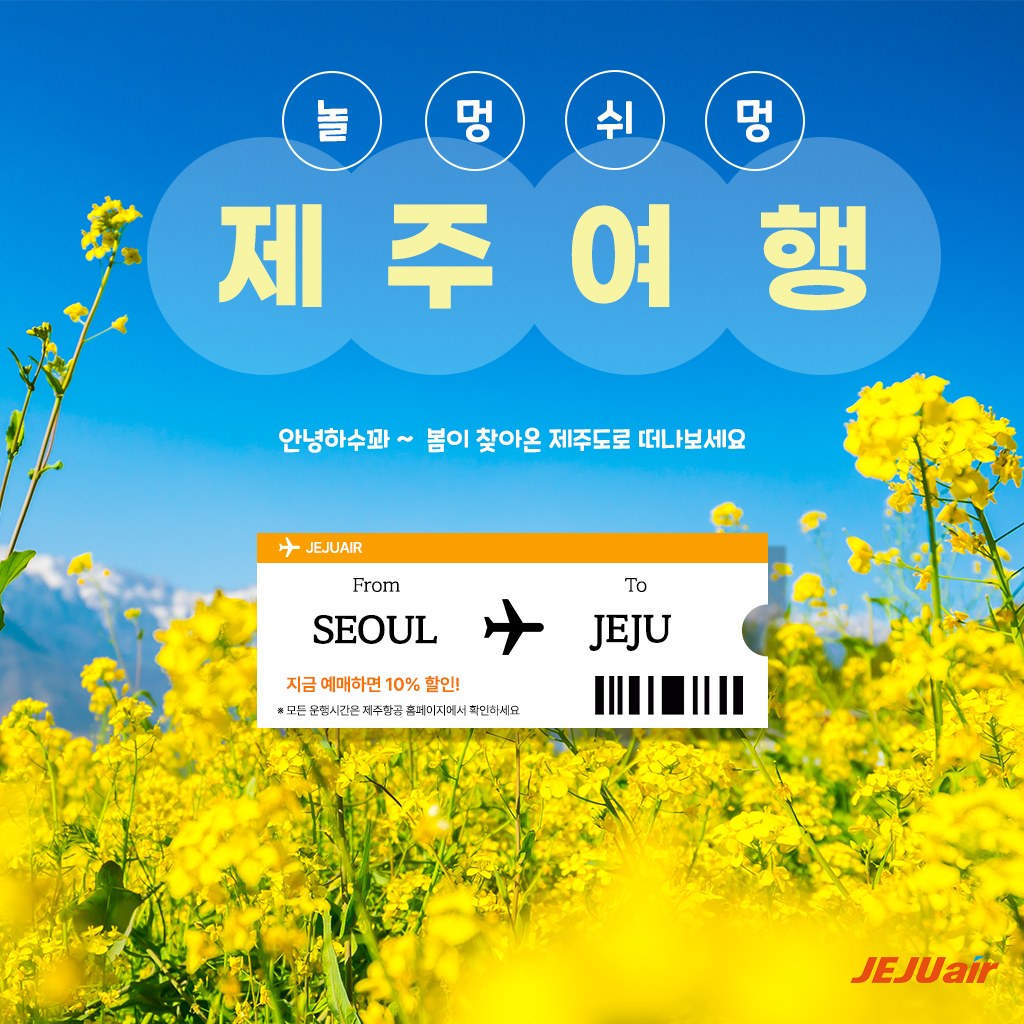 놀 멍 쉬 멍
제 주 여 행
안녕하수꽈 ~ 봄이 찾아온 제주도로 떠나보세요
JEJUAIR
From
To
SEOUL
JEJU
지금 예매하면 10% 할인!
※ 모든 운행시간은 제주항공 홈페이지에서 확인하세요
JEJUair